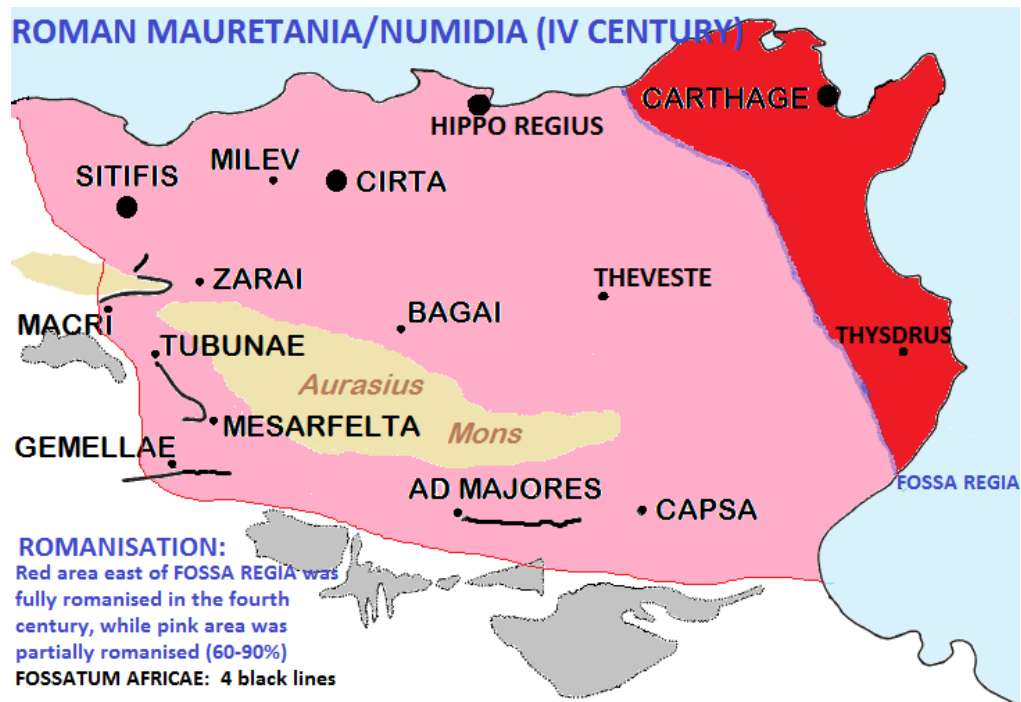 ROMAN MAURETANIA/NUMIDIA (IV CENTURY)
CARTHAGE
HIPPO REGIUS
MILEV
SITIFIS
CIRTA
ZARAI
THEVESTE
BAGAI
MACRI
THYSDRUS
TUBUNAE
Aurasius
MESARFELTA
Mons
GEMELLAE
FOSSA REGIA
AD MAJORES
CAPSA
ROMANISATION:
Red area east of FOSSA REGIA was
fully romanised in the fourth
century, while pink area was
partially romanised (60-90%)
FOSSATUM AFRICAE: 4 black lines